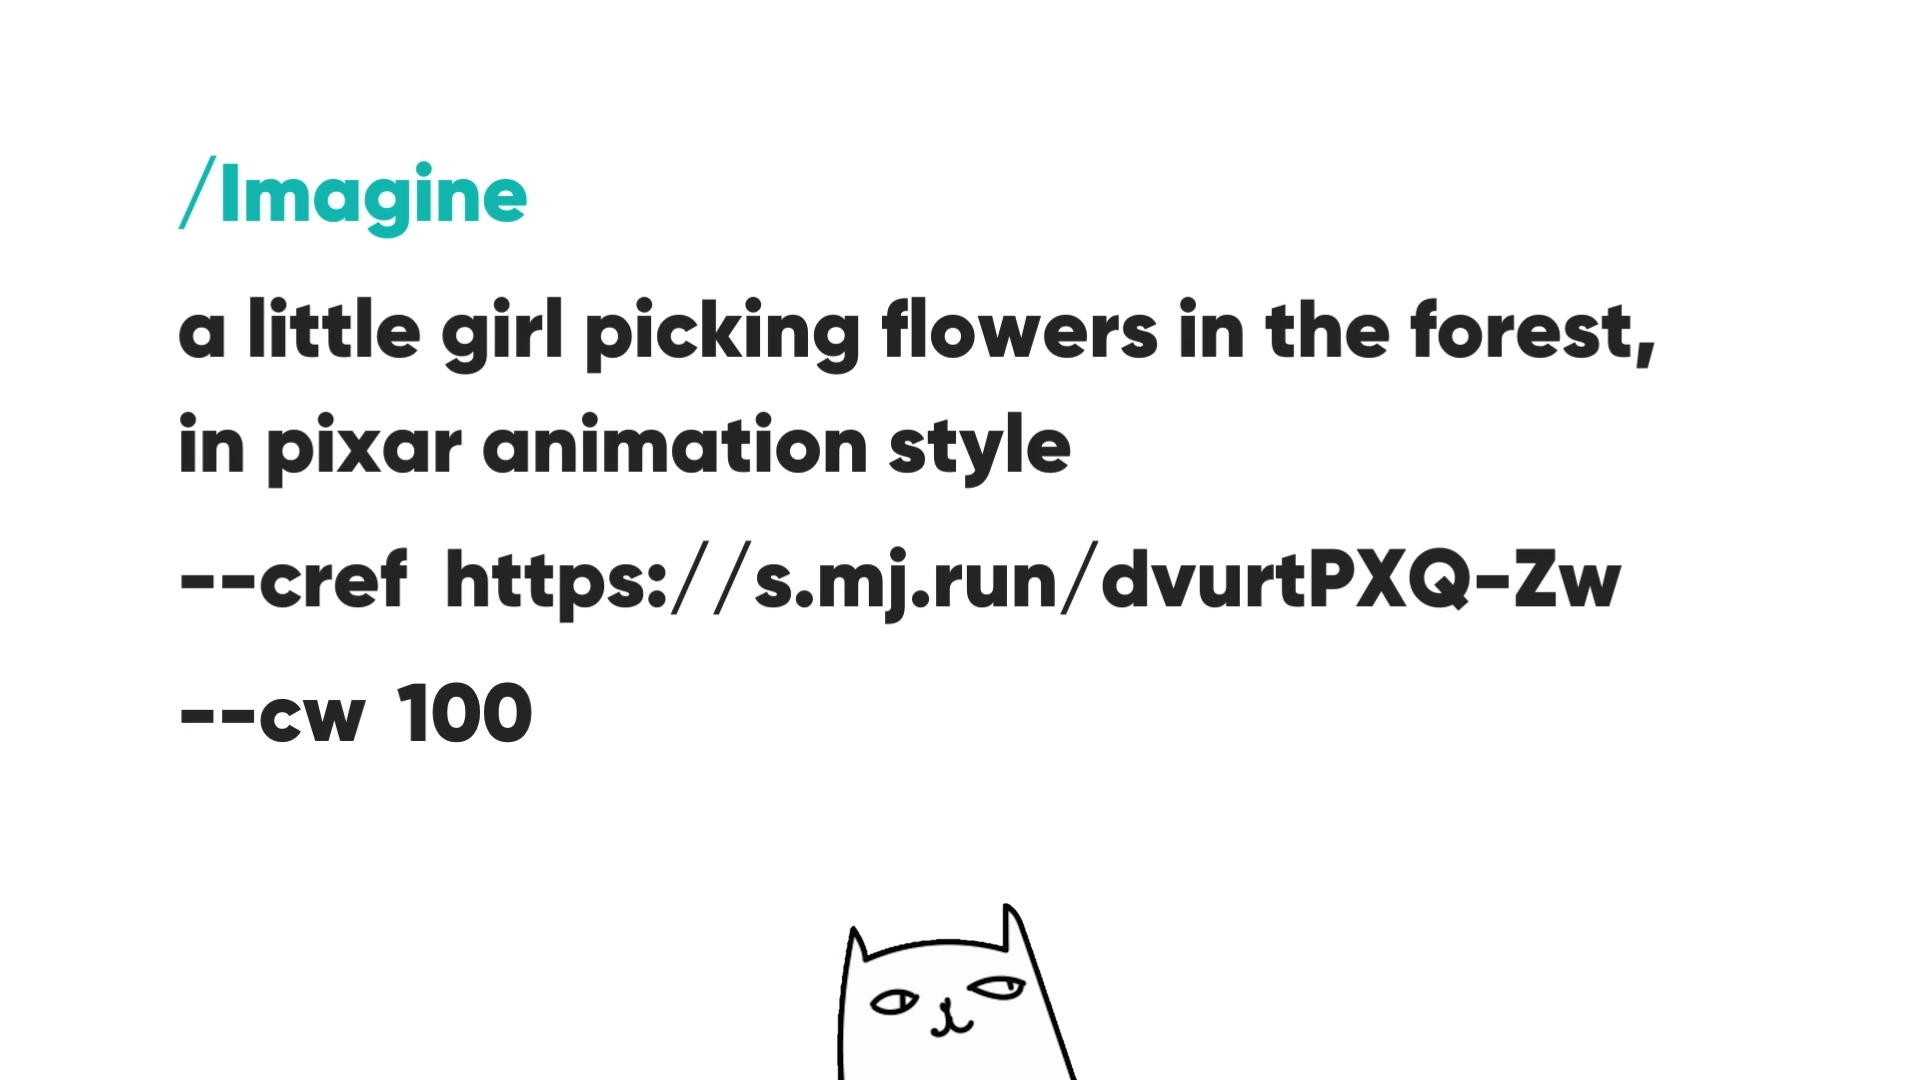 /Imagine
a little girl picking flowers in the forest,
in pixar animation style
--cref https://s.mj.run/dvurtPXQ-Zw
--cw 100